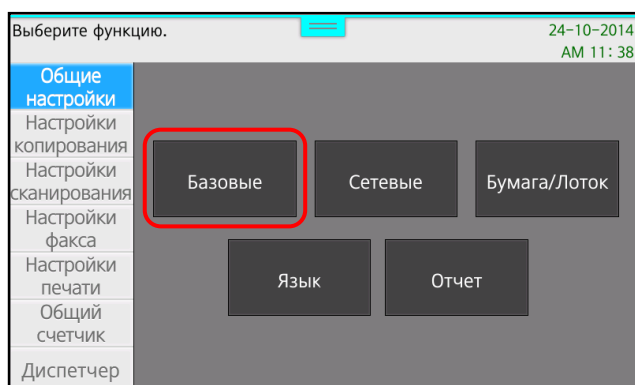 Выберите функцию.
24-10-2014
AM 11:38
Общие
настройки
Настройки
копирования
Настройки
сканирования
Настройки
факса
Настройки
печати
Общий
счетчик
Диспетчер
Базовые
Сетевые
Бумага/Лоток
Язык
Отчет